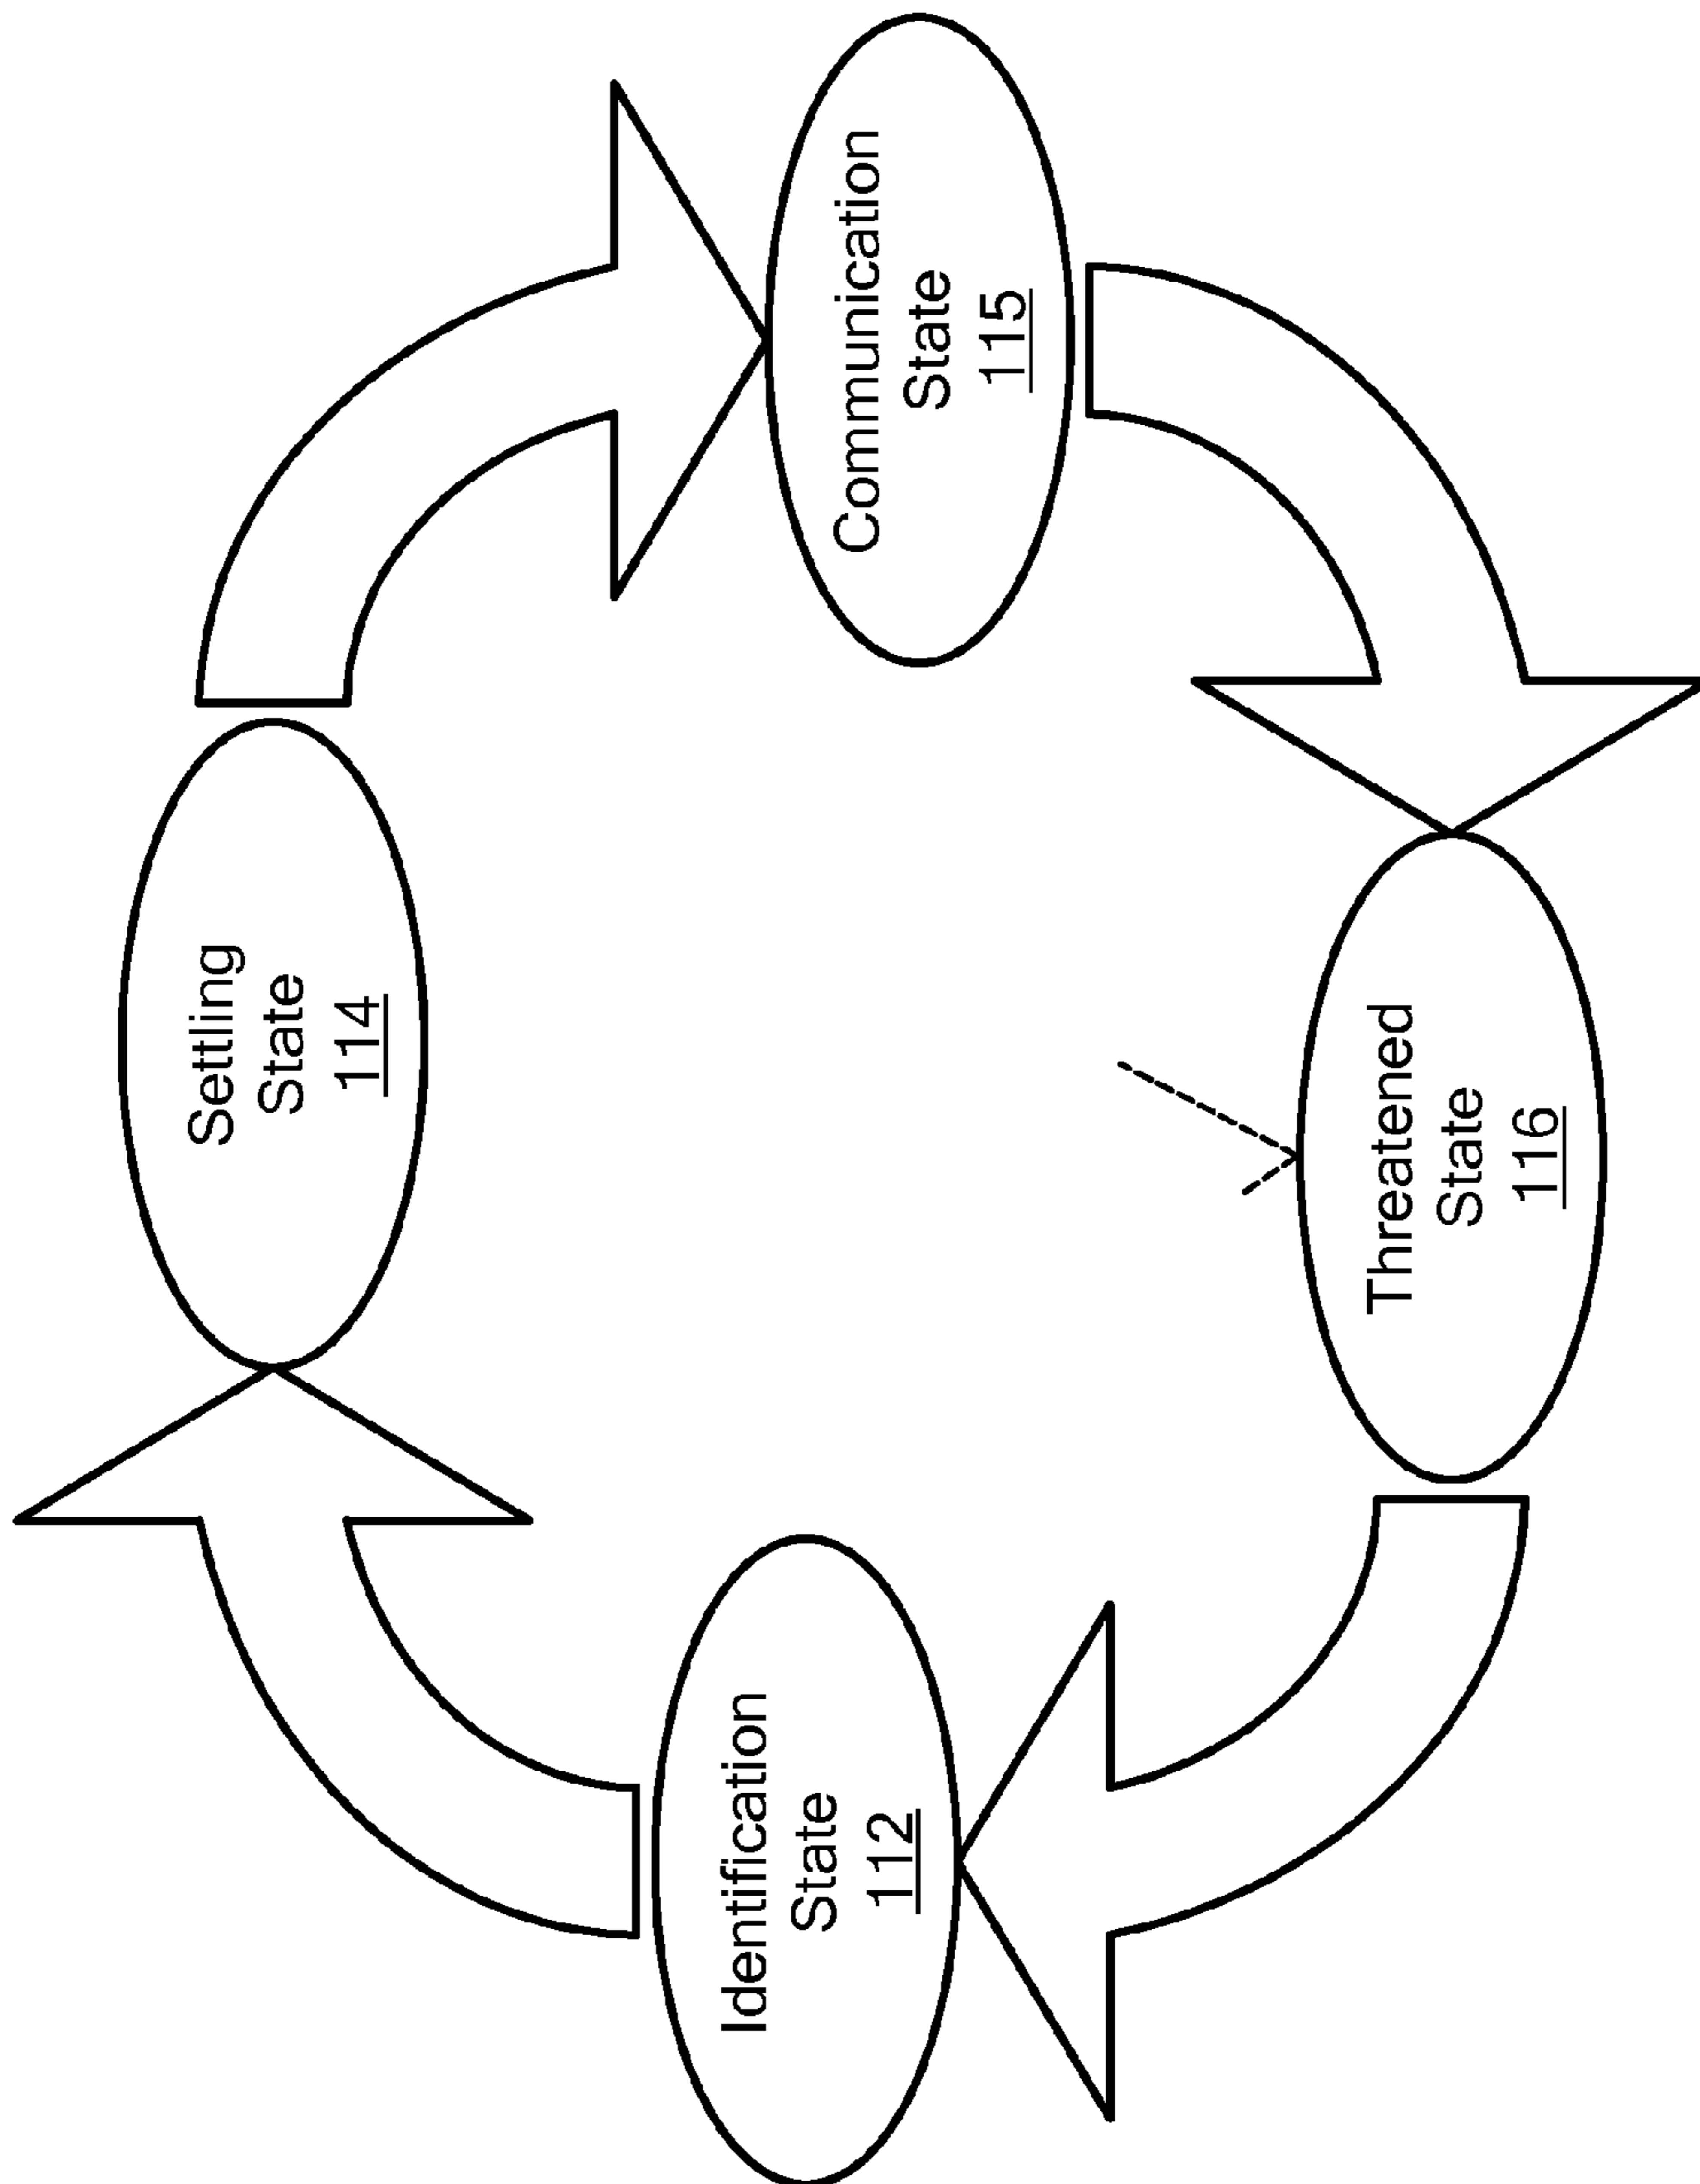 Settling
State
114
Communication
State
115
Identification
State
112
Threatened
State
116